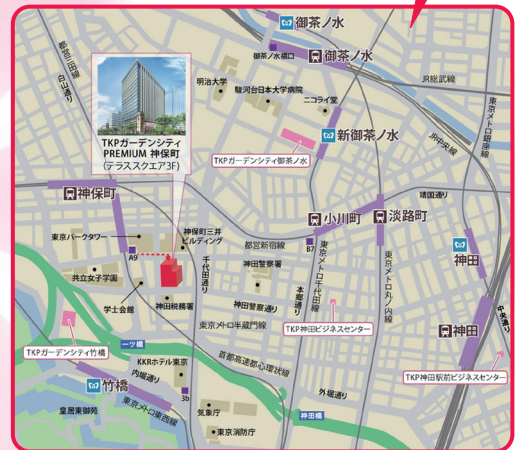 御茶ノ水
御茶ノ水橋口
御茶ノ水
JR総武線
都営三田線
白山通り
TKPガーデンシティ
PREMIUM 神保町
(テラススクエア3F)
明治大学
駿河台日本大学病院
ニコライ堂
新御茶ノ水
TKPガーデンシティ御茶ノ水
JR中央線
東京メトロ銀座線
靖国通り
神保町
小川町
淡路町
東京パークタワー
神保町三井
ビルディング
都営新宿線
A9
B7
神田
共立女子学園
千代田通り
神田警察署
本郷通り
東京メトロ千代田線
東京メトロ丸ノ内線
学士会館
神田税務署
神田警察通り
TKP神田ビジネスセンター
神田
中央通り
東京メトロ半蔵門線
TKPガーデンシティ竹橋
一ツ橋
KKRホテル東京
首都高速都心環状線
TKP神田駅前ビジネスセンター
内堀通り
竹橋
3b
外堀通り
皇居東御苑
東京メトロ東西線
気象庁
神田橋
東京消防庁